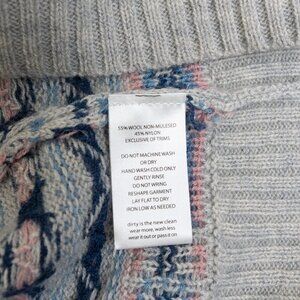 55% WOOL NON-MULESED
45% NYLON
EXCLUSIVE OF TRIMS
DO NOT MACHINE WASH
OR DRY
HAND WASH COLD ONLY
GENTLY RINSE
DO NOT WRING
RESHAPE GARMENT
LAY FLAT TO DRY
IRON LOW AS NEEDED
dirty is the new clean
wear more, wash less
wear it out or pass it on